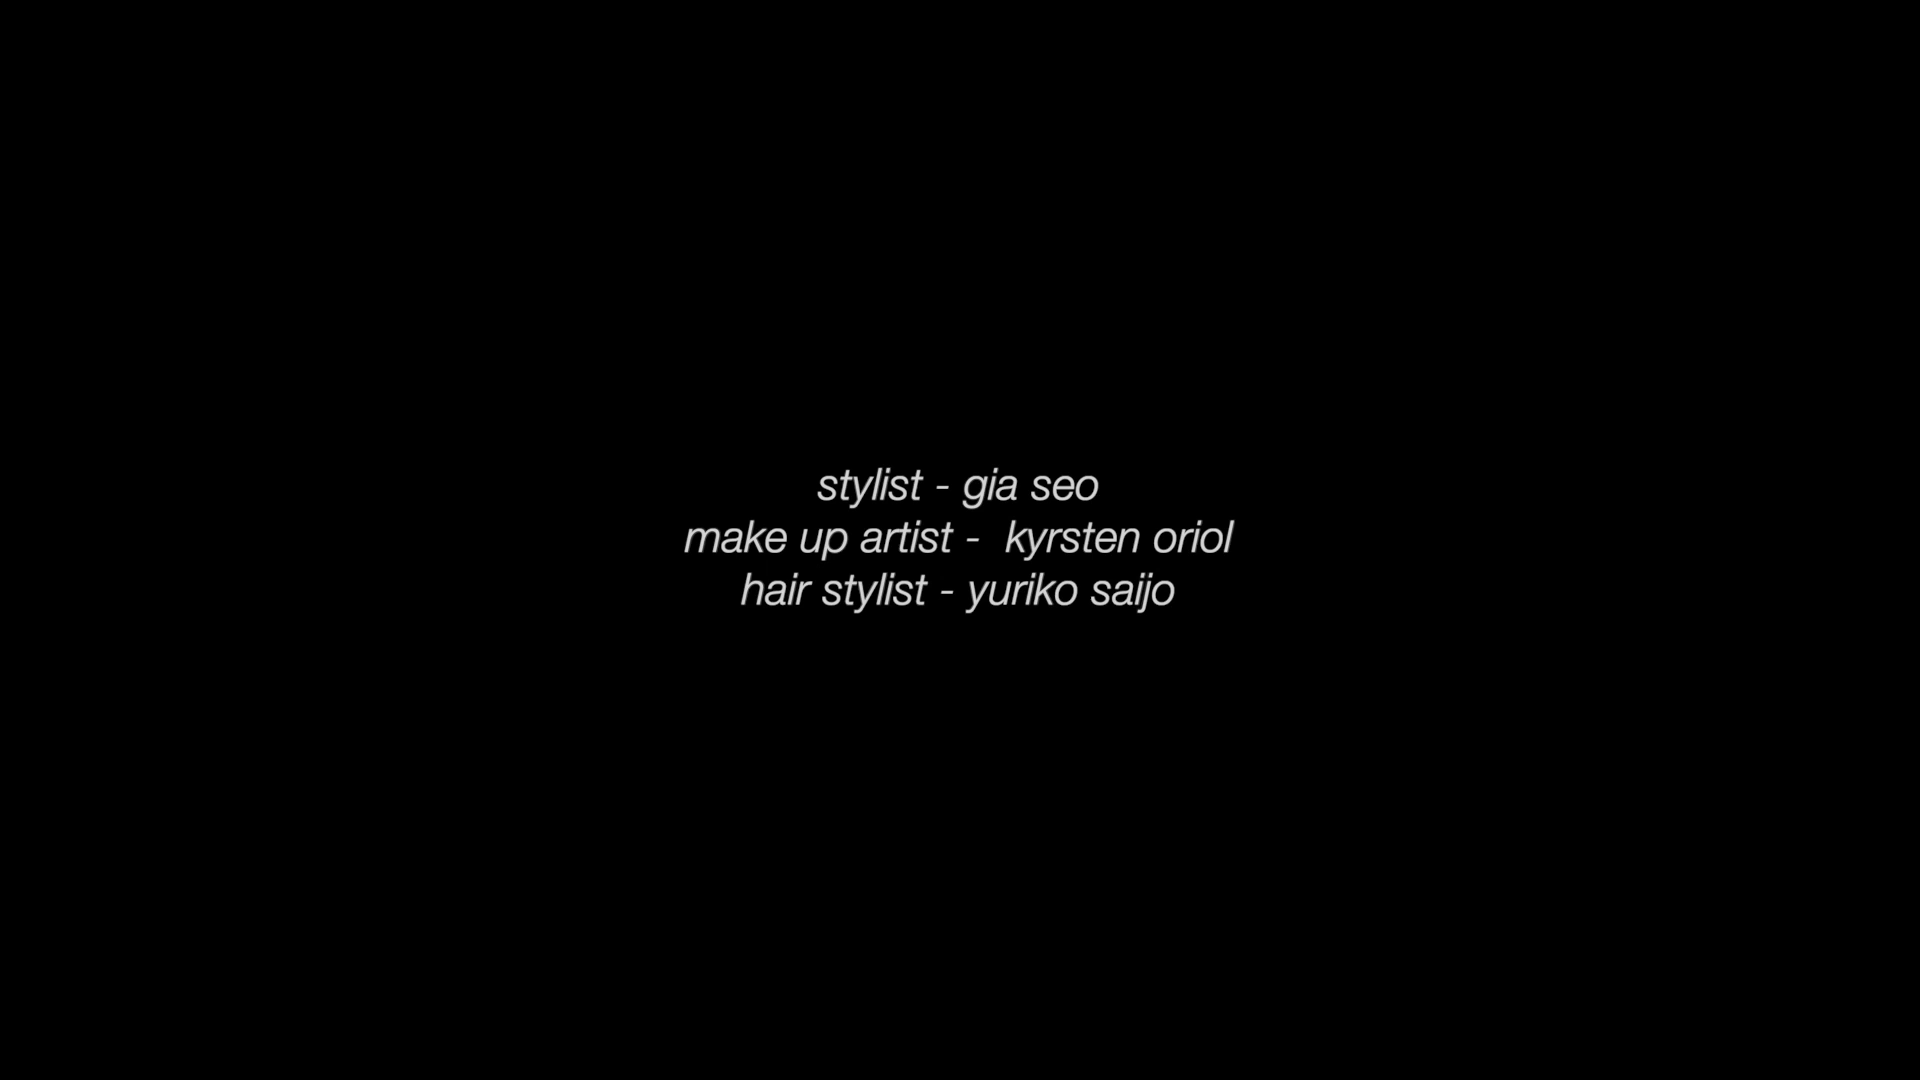 stylist - gia seo
make up artist -  kyrsten oriol
hair stylist - yuriko saijo